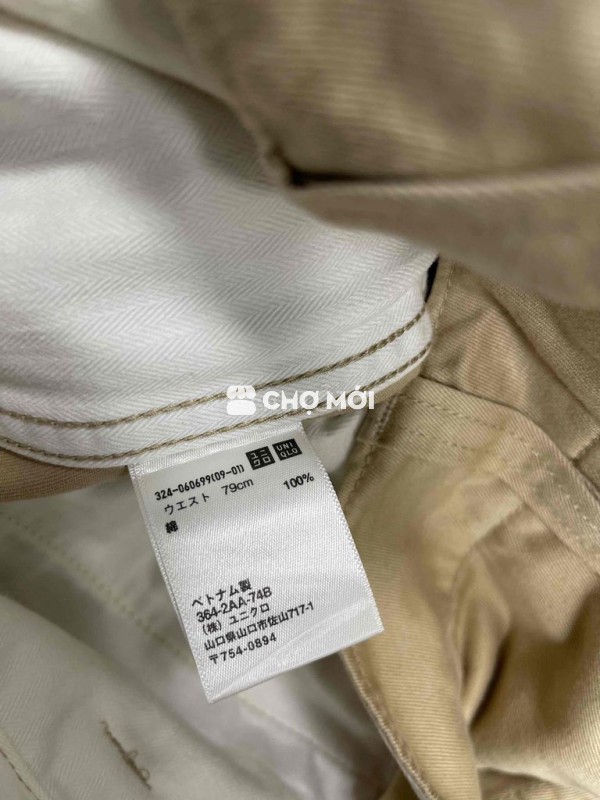 CHỢ MỚI
324-060699(09-01)
ユニ
クロ
UNI
QLO
ウエスト 79cm
綿 100%
ベトナム製
364-2AA-74B
(株) ユニクロ
山口県山口市佐山717-1
〒754-0894